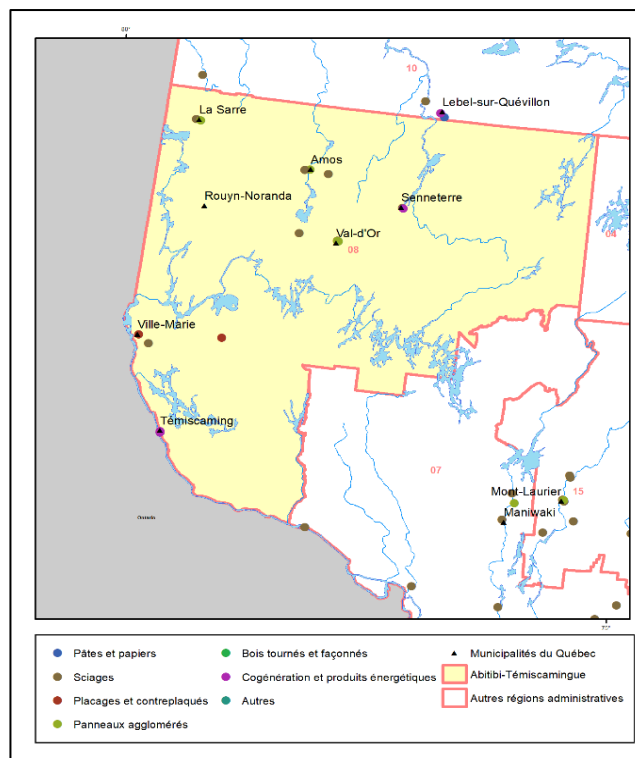 80°
10
Lebel-sur-Quévillon
La Sarre
Amos
Rouyn-Noranda
Senneterre
Val-d'Or
08
04
Ville-Marie
Témiscaming
07
Mont-Laurier
15
Maniwaki
Ontario
Pâtes et papiers
Bois tournés et façonnés
Municipalités du Québec
Sciages
Cogénération et produits énergétiques
Abitibi-Témiscamingue
Placages et contreplaqués
Autres
Autres régions administratives
Panneaux agglomérés